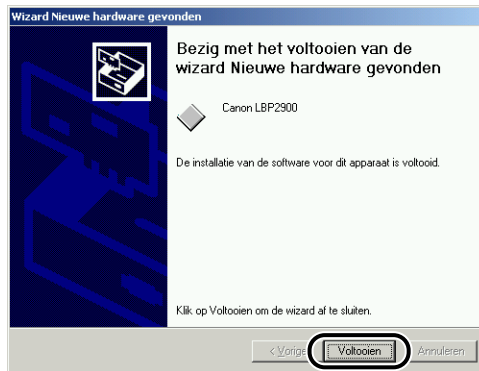 Wizard Nieuwe hardware gevonden
Bezig met het voltooien van de
wizard Nieuwe hardware gevonden
Canon LBP2900
De installatie van de software voor dit apparaat is voltooid.
Klik op Voltooien om de wizard af te sluiten.
< Vorige Voltooien Annuleren